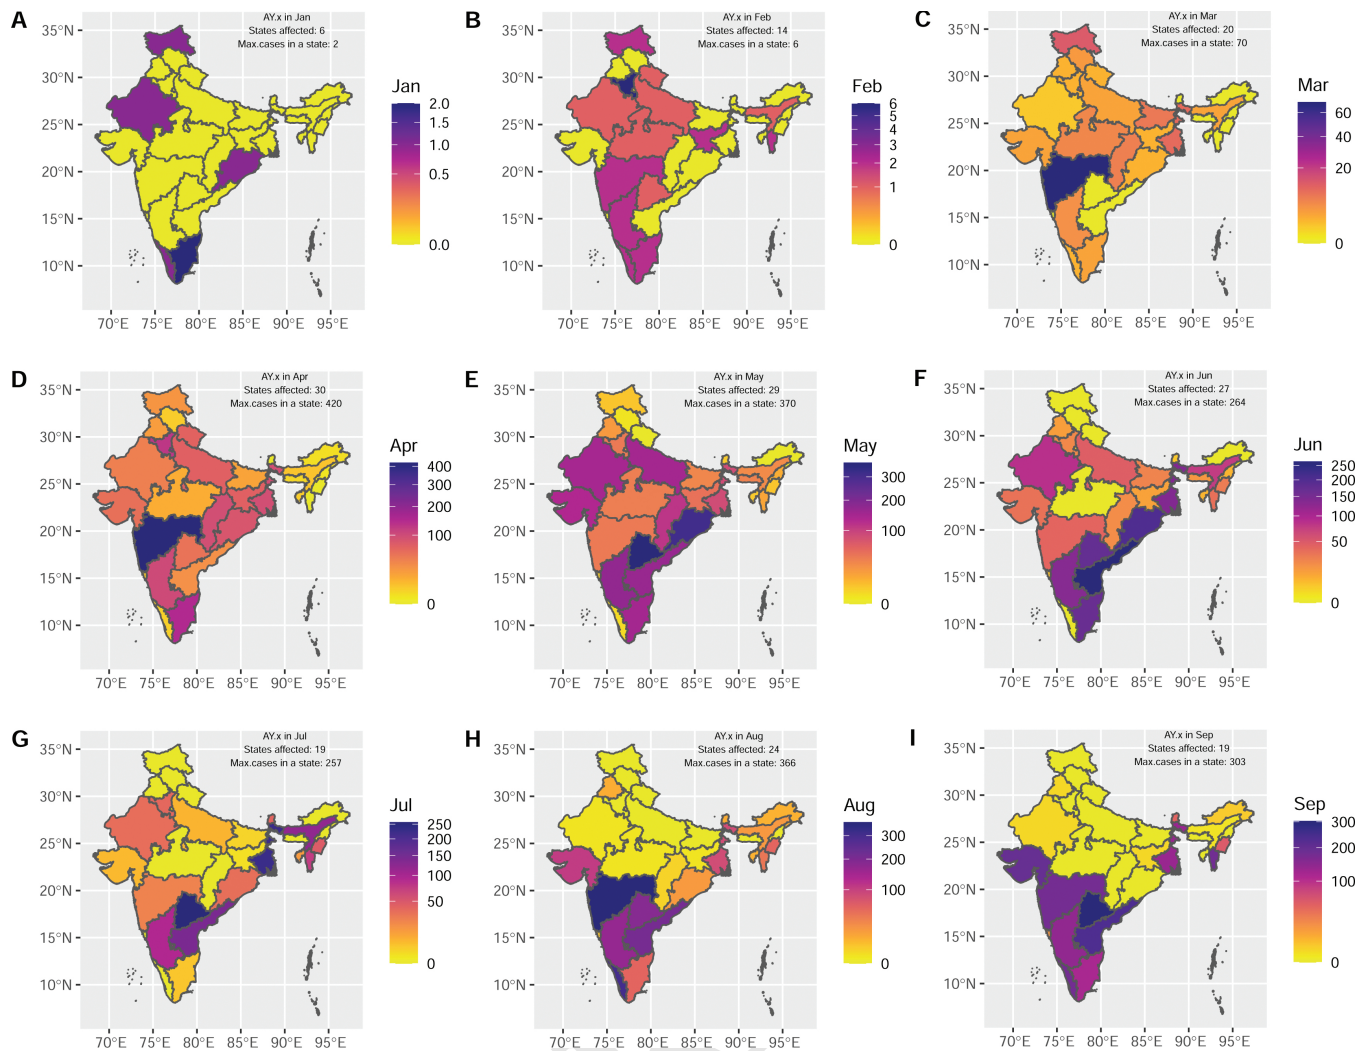 A
AY.x in Jan
States affected: 6
Max.cases in a state: 2
35°N
30°N
25°N
20°N
15°N
10°N
70°E 75°E 80°E 85°E 90°E 95°E
Jan
2.0
1.5
1.0
0.5
0.0
B
AY.x in Feb
States affected: 14
Max.cases in a state: 6
35°N
30°N
25°N
20°N
15°N
10°N
70°E 75°E 80°E 85°E 90°E 95°E
Feb
6
5
4
3
2
1
0
C
AY.x in Mar
States affected: 20
Max.cases in a state: 70
35°N
30°N
25°N
20°N
15°N
10°N
70°E 75°E 80°E 85°E 90°E 95°E
Mar
60
40
20
0
D
AY.x in Apr
States affected: 30
Max.cases in a state: 420
35°N
30°N
25°N
20°N
15°N
10°N
70°E 75°E 80°E 85°E 90°E 95°E
Apr
400
300
200
100
0
E
AY.x in May
States affected: 29
Max.cases in a state: 370
35°N
30°N
25°N
20°N
15°N
10°N
70°E 75°E 80°E 85°E 90°E 95°E
May
300
200
100
0
F
AY.x in Jun
States affected: 27
Max.cases in a state: 264
35°N
30°N
25°N
20°N
15°N
10°N
70°E 75°E 80°E 85°E 90°E 95°E
Jun
250
200
150
100
50
0
G
AY.x in Jul
States affected: 19
Max.cases in a state: 257
35°N
30°N
25°N
20°N
15°N
10°N
70°E 75°E 80°E 85°E 90°E 95°E
Jul
250
200
150
100
50
0
H
AY.x in Aug
States affected: 24
Max.cases in a state: 366
35°N
30°N
25°N
20°N
15°N
10°N
70°E 75°E 80°E 85°E 90°E 95°E
Aug
300
200
100
0
I
AY.x in Sep
States affected: 19
Max.cases in a state: 303
35°N
30°N
25°N
20°N
15°N
10°N
70°E 75°E 80°E 85°E 90°E 95°E
Sep
300
200
100
0